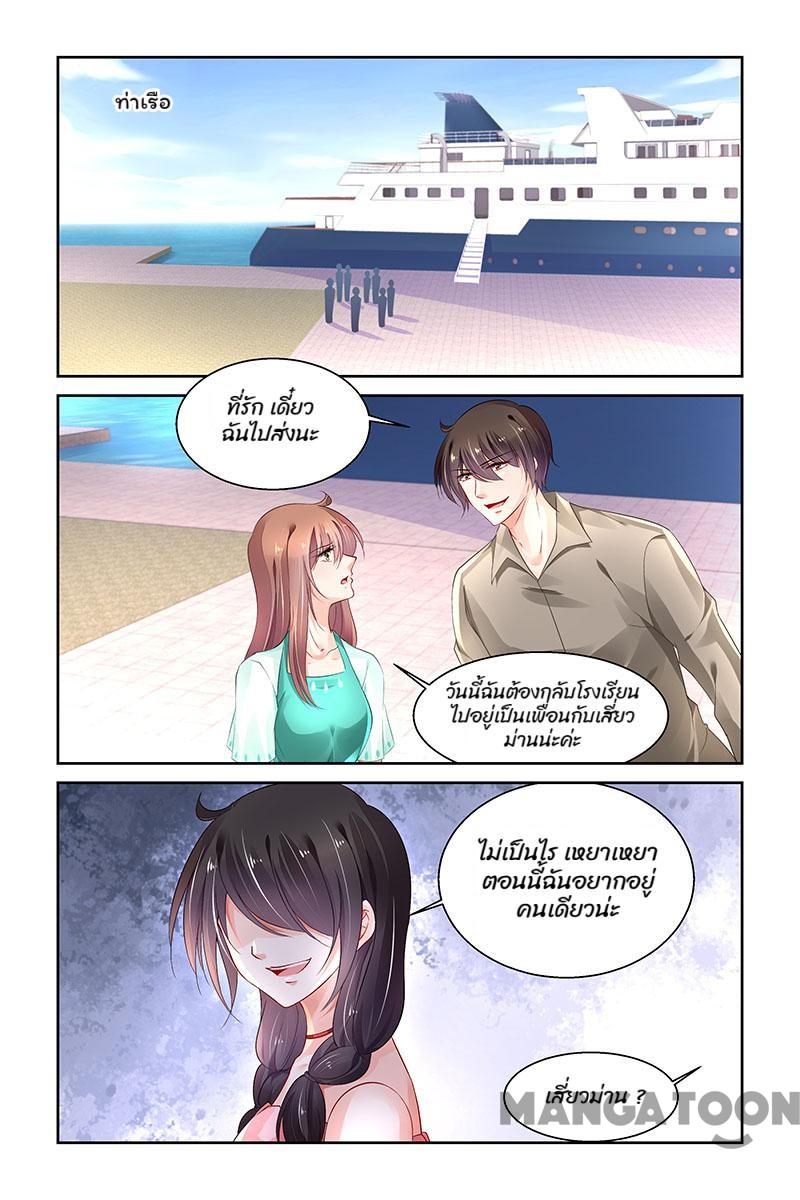 ท่าเรือ
ที่รัก เดี๋ยว
ฉันไปส่งนะ
วันนี้ฉันต้องกลับโรงเรียน
ไปอยู่เป็นเพื่อนกับเสี่ยว
ม่านน่ะค่ะ
ไม่เป็นไร เหยาเหยา
ตอนนี้ฉันอยากอยู่
คนเดียวน่ะ
เสี่ยวม่าน ?
MANGATOON